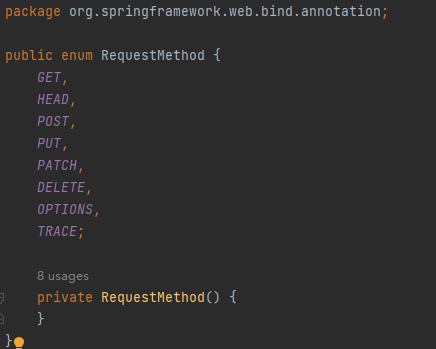 package org.springframework.web.bind.annotation;
public enum RequestMethod {
GET,
HEAD,
POST,
PUT,
PATCH,
DELETE,
OPTIONS,
TRACE;
8 usages
private RequestMethod() {
}
}